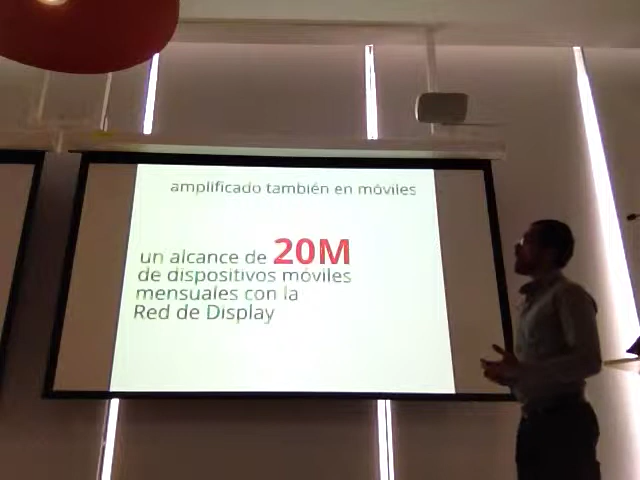 amplificado también en móviles
un alcance de 20M
de dispositivos móviles
mensuales con la
Red de Display